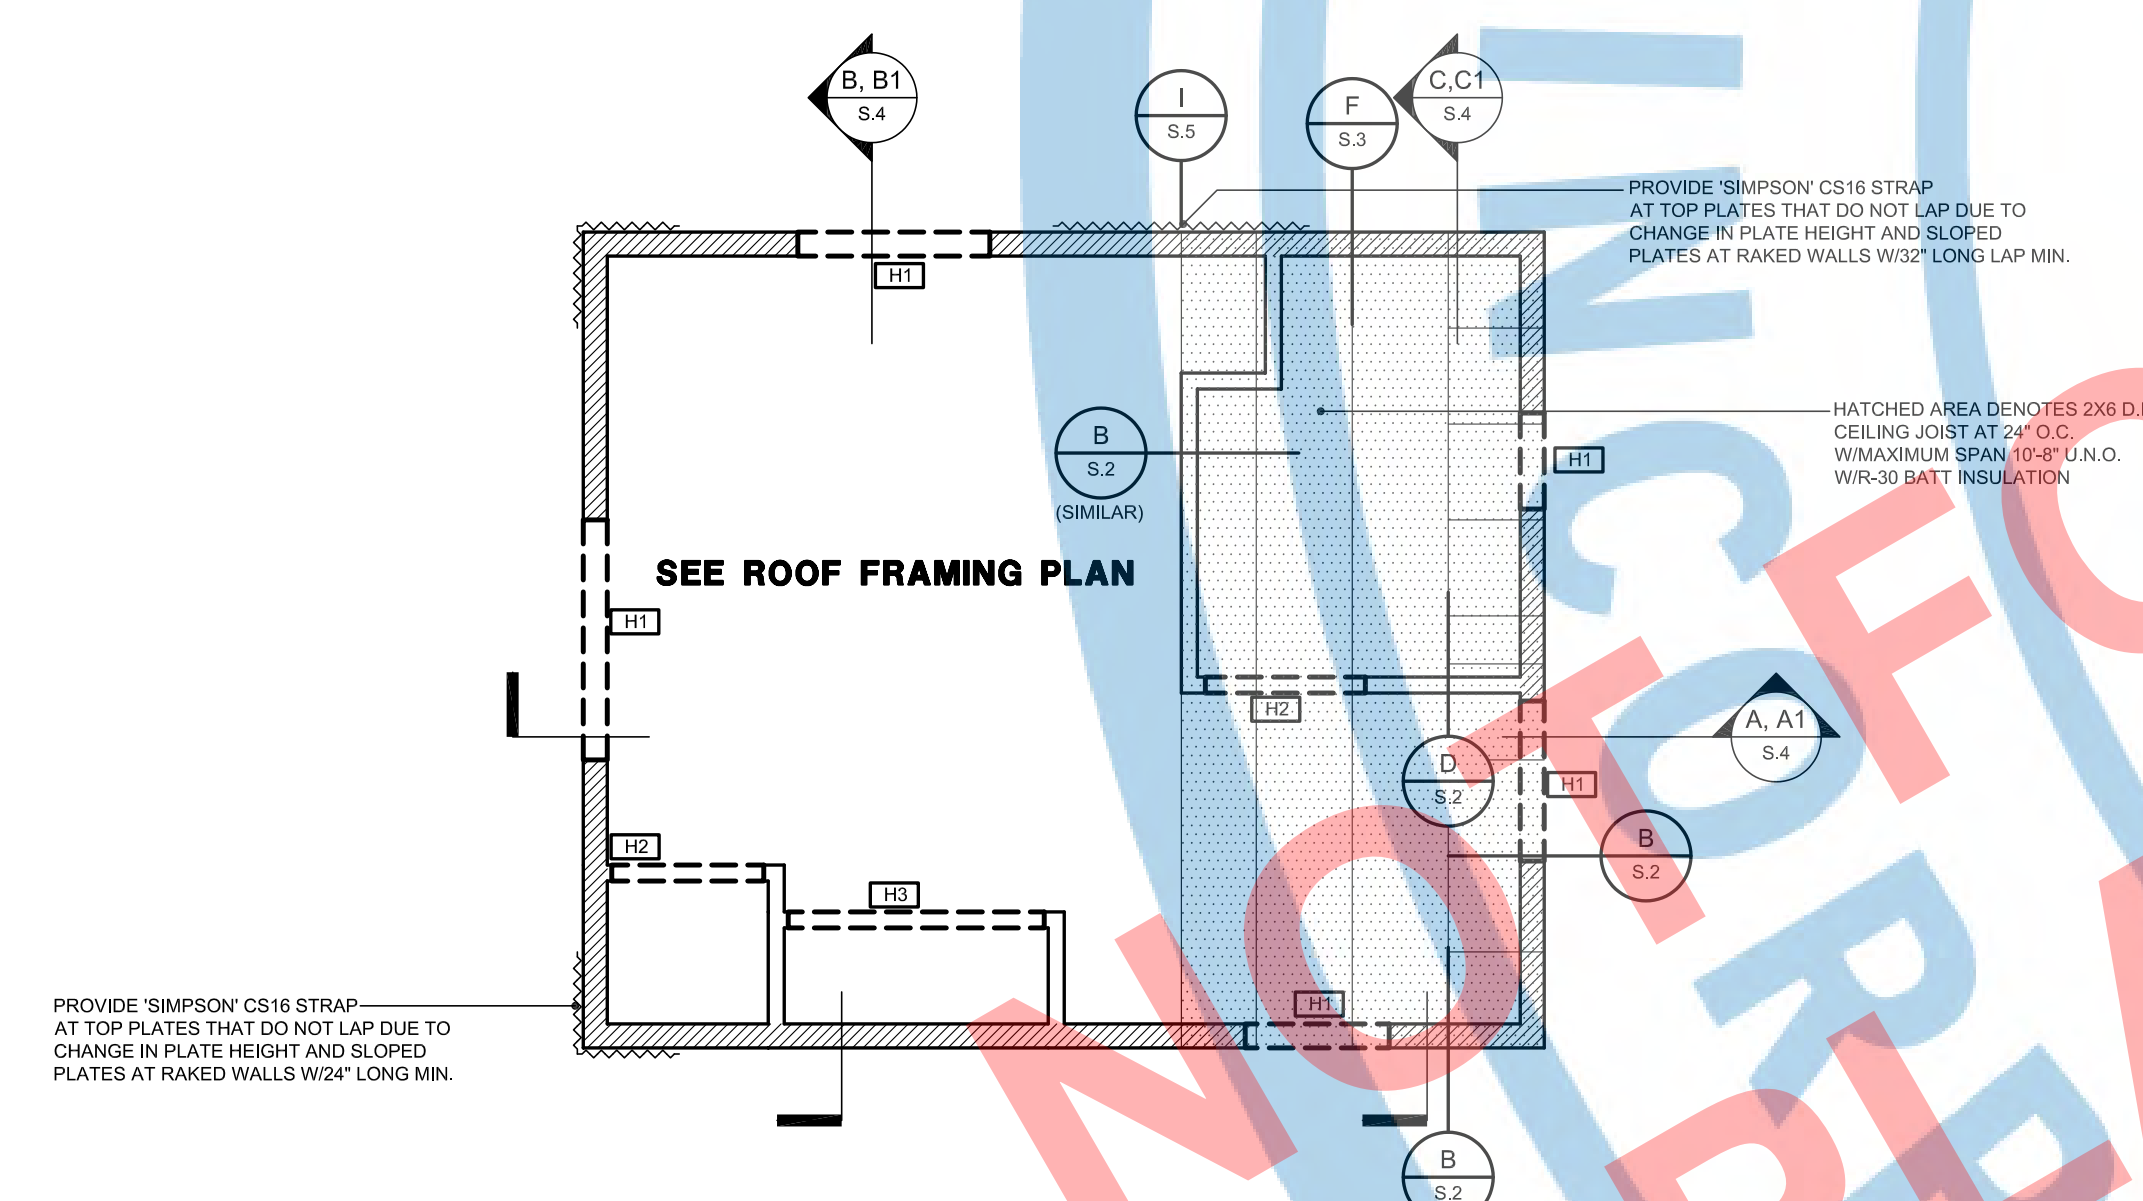 B, B1
S.4
I
S.5
F
S.3
C,C1
S.4
PROVIDE 'SIMPSON' CS16 STRAP
AT TOP PLATES THAT DO NOT LAP DUE TO
CHANGE IN PLATE HEIGHT AND SLOPED
PLATES AT RAKED WALLS W/32" LONG LAP MIN.
H1
HATCHED AREA DENOTES 2X6 D.
CEILING JOIST AT 24" O.C.
W/MAXIMUM SPAN 10'-8" U.N.O.
W/R-30 BATT INSULATION
B
S.2
(SIMILAR)
H1
SEE ROOF FRAMING PLAN
H1
H2
A, A1
S.4
D
S.2
H1
B
S.2
H2
H3
H1
PROVIDE 'SIMPSON' CS16 STRAP
AT TOP PLATES THAT DO NOT LAP DUE TO
CHANGE IN PLATE HEIGHT AND SLOPED
PLATES AT RAKED WALLS W/24" LONG MIN.
B
S.2
INC
NOT